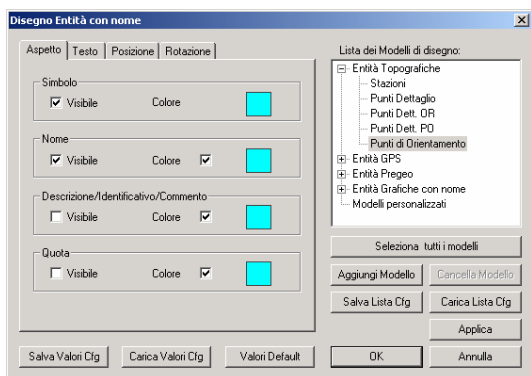 Disegno Entità con nome
Aspetto Testo Posizione Rotazione
Simbolo
Visibile Colore
Nome
Visibile Colore
Descrizione/Identificativo/Commento
Visibile Colore
Quota
Visibile Colore
Lista dei Modelli di disegno:
Entità Topografiche
Stazioni
Punti Dettaglio
Punti Dett. OR
Punti Dett. PO
Punti di Orientamento
Entità GPS
Entità Pregeo
Entità Grafiche con nome
Modelli personalizzati
Seleziona tutti i modelli
Aggiungi Modello Cancella Modello
Salva Lista Cfg Carica Lista Cfg
Applica
Salva Valori Cfg Carica Valori Cfg Valori Default OK Annulla